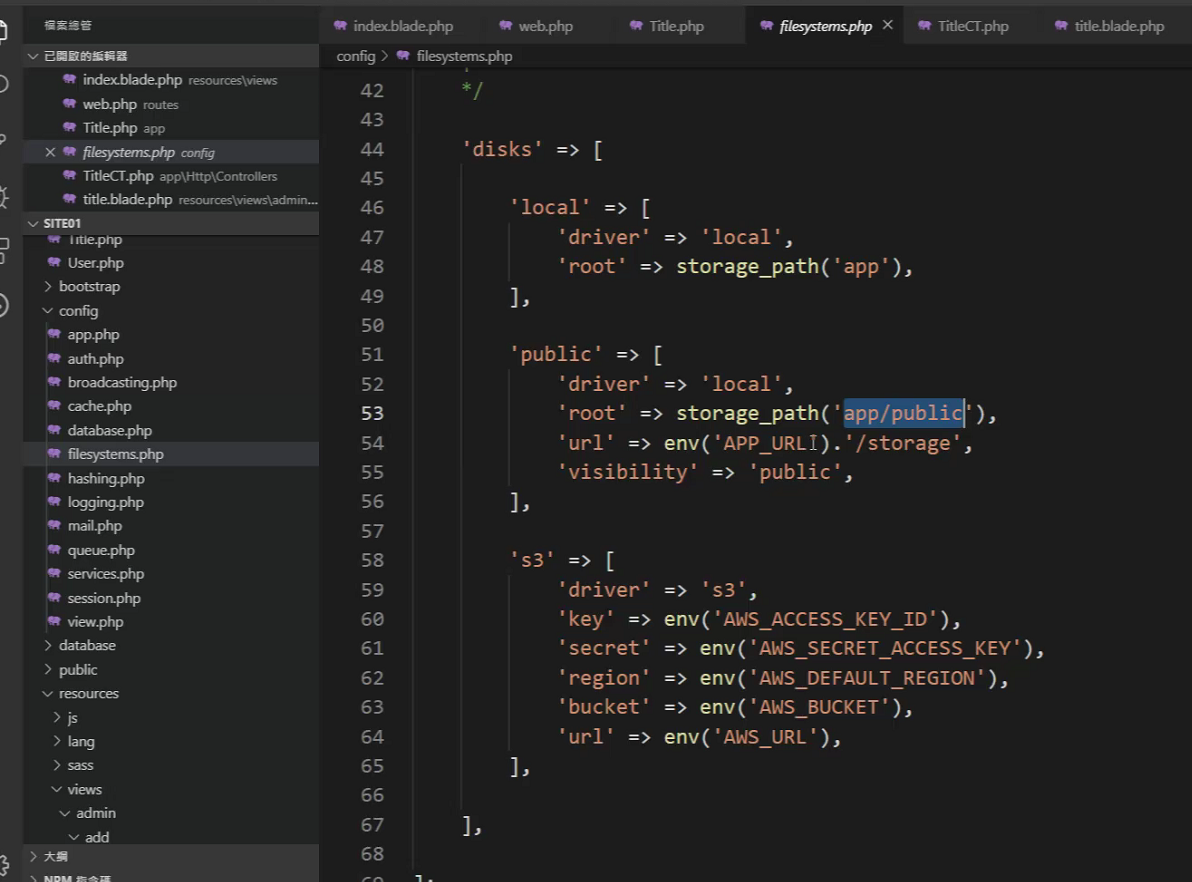 檔案總管
已開啟的編輯器
index.blade.php resources\views
web.php routes
Title.php app
filesystems.php config
TitleCT.php app\Http\Controllers
title.blade.php resources\views\admin...
SITE01
Title.php
User.php
bootstrap
config
app.php
auth.php
broadcasting.php
cache.php
database.php
filesystems.php
hashing.php
logging.php
mail.php
queue.php
services.php
session.php
view.php
database
public
resources
js
lang
sass
views
admin
add
大綱
NPM 指令碼
index.blade.php web.php Title.php filesystems.php TitleCT.php title.blade.php
config > filesystems.php
42 */
43
44 'disks' => [
45
46 'local' => [
47 'driver' => 'local',
48 'root' => storage_path('app'),
49 ],
50
51 'public' => [
52 'driver' => 'local',
53 'root' => storage_path('app/public'),
54 'url' => env('APP_URL').'/storage',
55 'visibility' => 'public',
56 ],
57
58 's3' => [
59 'driver' => 's3',
60 'key' => env('AWS_ACCESS_KEY_ID'),
61 'secret' => env('AWS_SECRET_ACCESS_KEY'),
62 'region' => env('AWS_DEFAULT_REGION'),
63 'bucket' => env('AWS_BUCKET'),
64 'url' => env('AWS_URL'),
65 ],
66
67 ],
68
69 ];